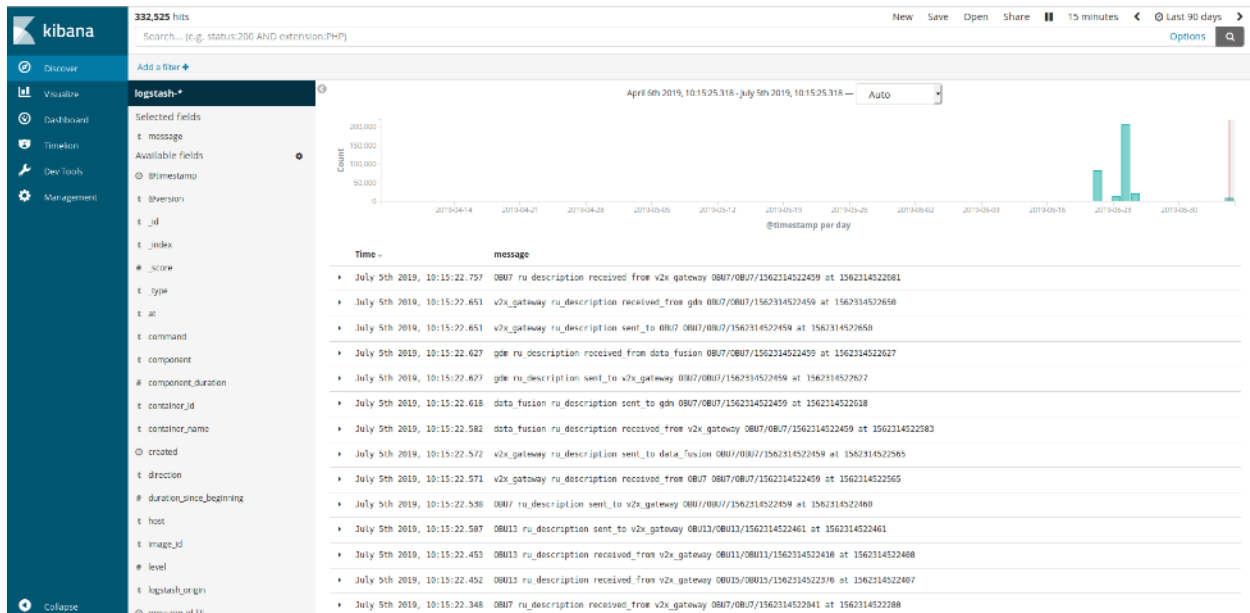 kibana
Discover
Visualize
Dashboard
Timelion
Dev Tools
Management
Collapse
332,525 hits
New Save Open Share 15 minutes Last 90 days
Search... (e.g. status:200 AND extension:PHP)
Options
Add a filter +
logstash-*
Selected fields
t message
Available fields
@timestamp
t @version
t _id
t _index
# _score
t _type
t at
t command
t component
# component_duration
t container_id
t container_name
created
t direction
# duration_since_beginning
t host
t image_id
# level
t logstash_origin
April 6th 2019, 10:15:25.318 - July 5th 2019, 10:15:25.318 — Auto
Count
200,000
150,000
100,000
50,000
0
2019-04-14 2019-04-21 2019-04-28 2019-05-05 2019-05-12 2019-05-19 2019-05-26 2019-06-02 2019-06-09 2019-06-16 2019-06-23 2019-06-30
@timestamp per day
Time message
July 5th 2019, 10:15:22.757 OBU7 ru_description received_from v2x_gateway OBU7/OBU7/1562314522459 at 1562314522681
July 5th 2019, 10:15:22.651 v2x_gateway ru_description received_from gdm OBU7/OBU7/1562314522459 at 1562314522650
July 5th 2019, 10:15:22.651 v2x_gateway ru_description sent_to OBU7 OBU7/OBU7/1562314522459 at 1562314522650
July 5th 2019, 10:15:22.627 gdm ru_description received_from data_fusion OBU7/OBU7/1562314522459 at 1562314522627
July 5th 2019, 10:15:22.627 gdm ru_description sent_to v2x_gateway OBU7/OBU7/1562314522459 at 1562314522627
July 5th 2019, 10:15:22.618 data_fusion ru_description sent_to gdm OBU7/OBU7/1562314522459 at 1562314522618
July 5th 2019, 10:15:22.582 data_fusion ru_description received_from v2x_gateway OBU7/OBU7/1562314522459 at 1562314522583
July 5th 2019, 10:15:22.572 v2x_gateway ru_description sent_to data_fusion OBU7/OBU7/1562314522459 at 1562314522565
July 5th 2019, 10:15:22.571 v2x_gateway ru_description received_from OBU7 OBU7/OBU7/1562314522459 at 1562314522565
July 5th 2019, 10:15:22.538 OBU7 ru_description sent_to v2x_gateway OBU7/OBU7/1562314522459 at 1562314522460
July 5th 2019, 10:15:22.507 OBU13 ru_description sent_to v2x_gateway OBU13/OBU13/1562314522461 at 1562314522461
July 5th 2019, 10:15:22.453 OBU13 ru_description received_from v2x_gateway OBU11/OBU11/1562314522410 at 1562314522408
July 5th 2019, 10:15:22.452 OBU13 ru_description received_from v2x_gateway OBU15/OBU15/1562314522376 at 1562314522407
July 5th 2019, 10:15:22.348 OBU7 ru_description received_from v2x_gateway OBU7/OBU7/1562314522041 at 1562314522280